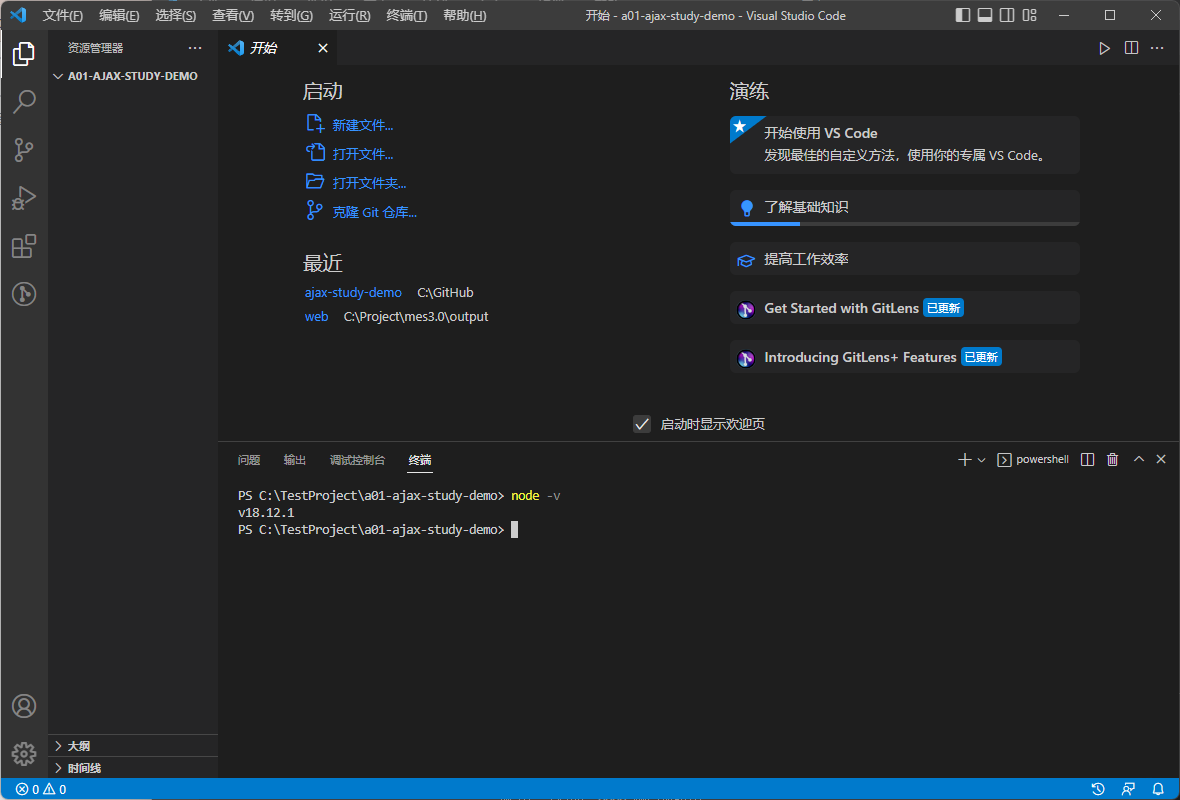 文件(F) 编辑(E) 选择(S) 查看(V) 转到(G) 运行(R) 终端(T) 帮助(H) 开始 - a01-ajax-study-demo - Visual Studio Code
资源管理器
A01-AJAX-STUDY-DEMO
大纲
时间线
开始
启动
新建文件...
打开文件...
打开文件夹...
克隆 Git 仓库...
最近
ajax-study-demo C:\GitHub
web C:\Project\mes3.0\output
演练
开始使用 VS Code
发现最佳的自定义方法，使用你的专属 VS Code。
了解基础知识
提高工作效率
Get Started with GitLens 已更新
Introducing GitLens+ Features 已更新
启动时显示欢迎页
问题 输出 调试控制台 终端 powershell
PS C:\TestProject\a01-ajax-study-demo> node -v
v18.12.1
PS C:\TestProject\a01-ajax-study-demo>
0 0